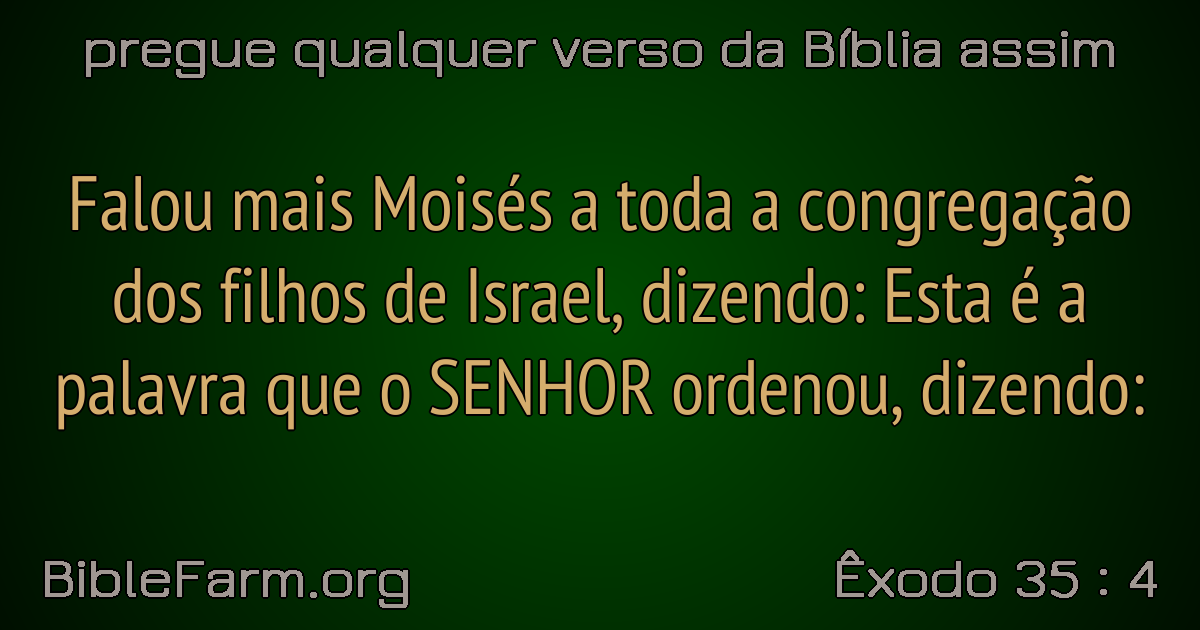 pregue qualquer verso da Bíblia assim
Falou mais Moisés a toda a congregação
dos filhos de Israel, dizendo: Esta é a
palavra que o SENHOR ordenou, dizendo:
BibleFarm.org
Êxodo 35 : 4